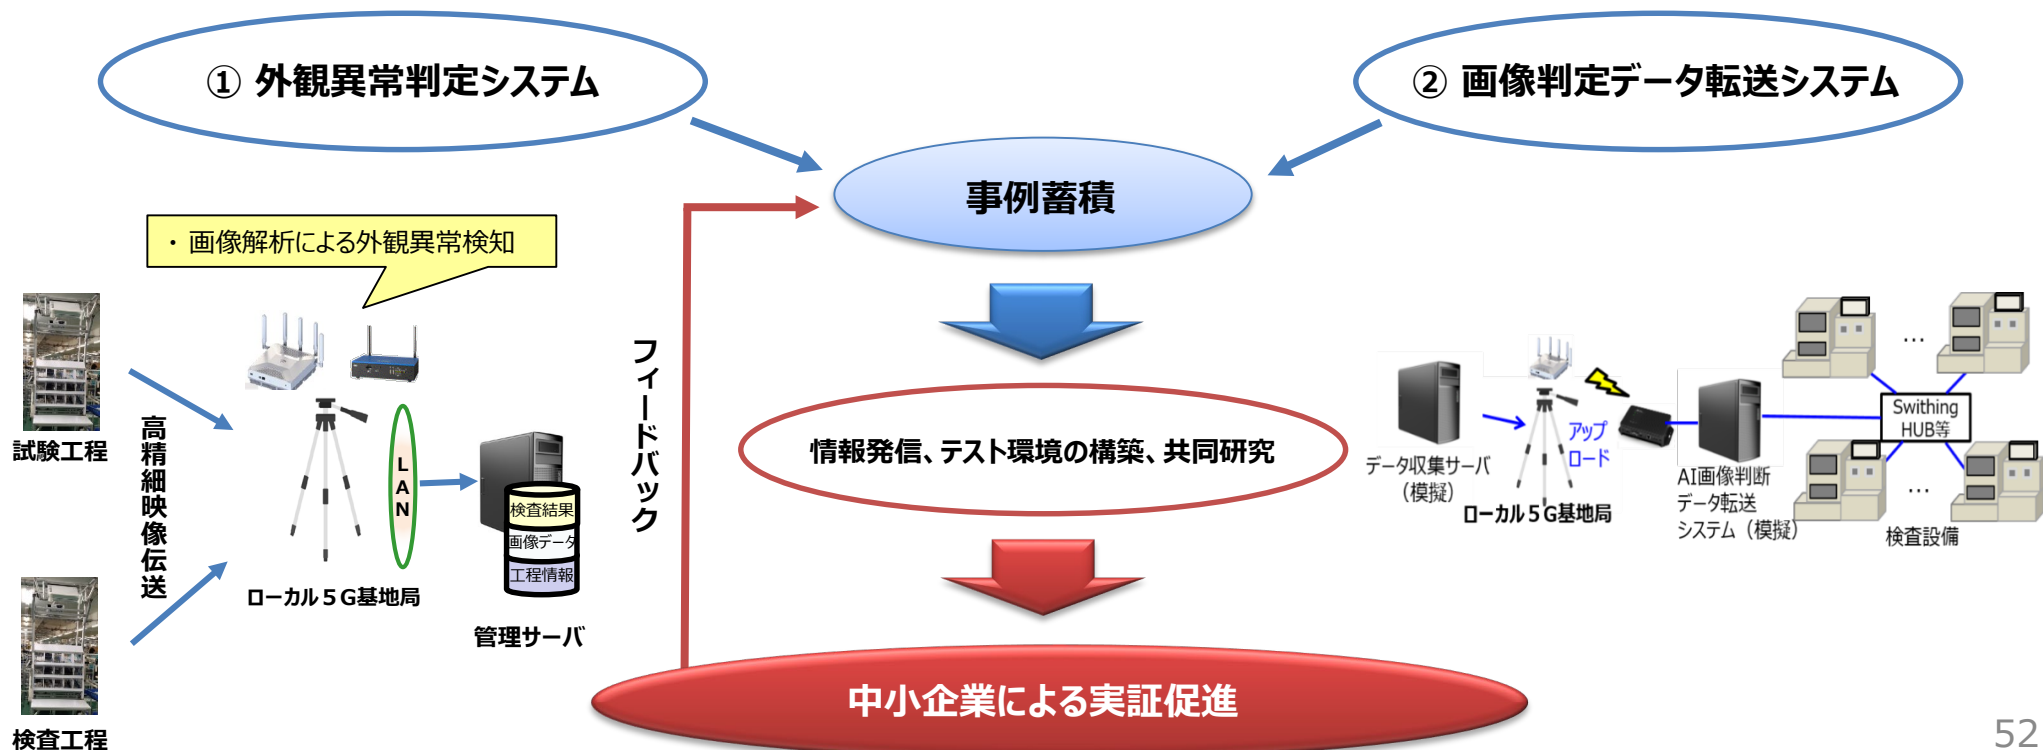 ① 外観異常判定システム
② 画像判定データ転送システム
事例蓄積
・ 画像解析による外観異常検知
試験工程
高精細映像伝送
LAN
検査結果
画像データ
工程情報
ローカル５G基地局
管理サーバ
検査工程
フィードバック
情報発信、テスト環境の構築、共同研究
中小企業による実証促進
データ収集サーバ
（模擬）
アップ
ロード
ローカル５G基地局
AI画像判断
データ転送
システム（模擬）
…
Swithing
HUB等
…
検査設備
52